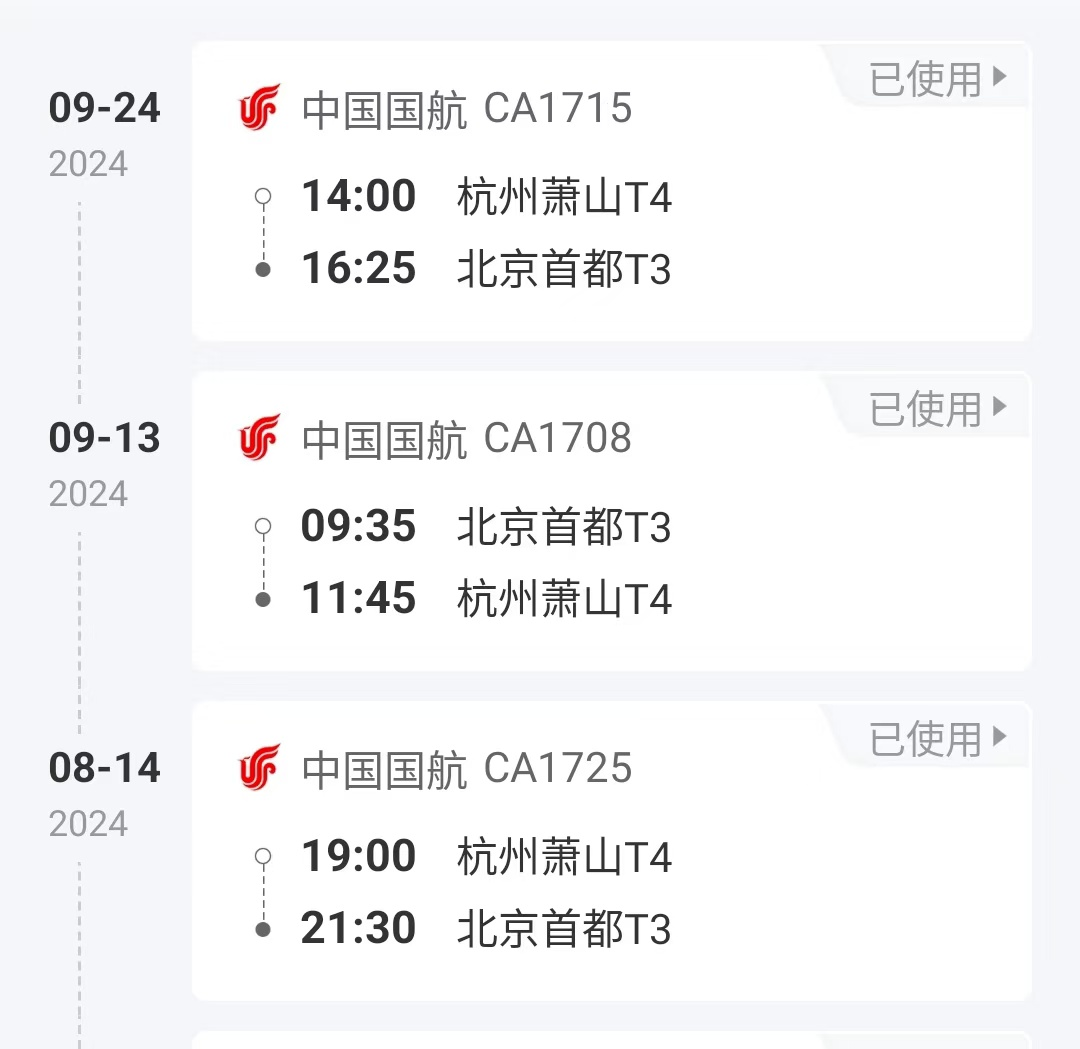 已使用
09-24
中国国航 CA1715
2024
14:00 杭州萧山T4
16:25 北京首都T3
已使用
09-13
中国国航 CA1708
2024
09:35 北京首都T3
11:45 杭州萧山T4
已使用
08-14
中国国航 CA1725
2024
19:00 杭州萧山T4
21:30 北京首都T3